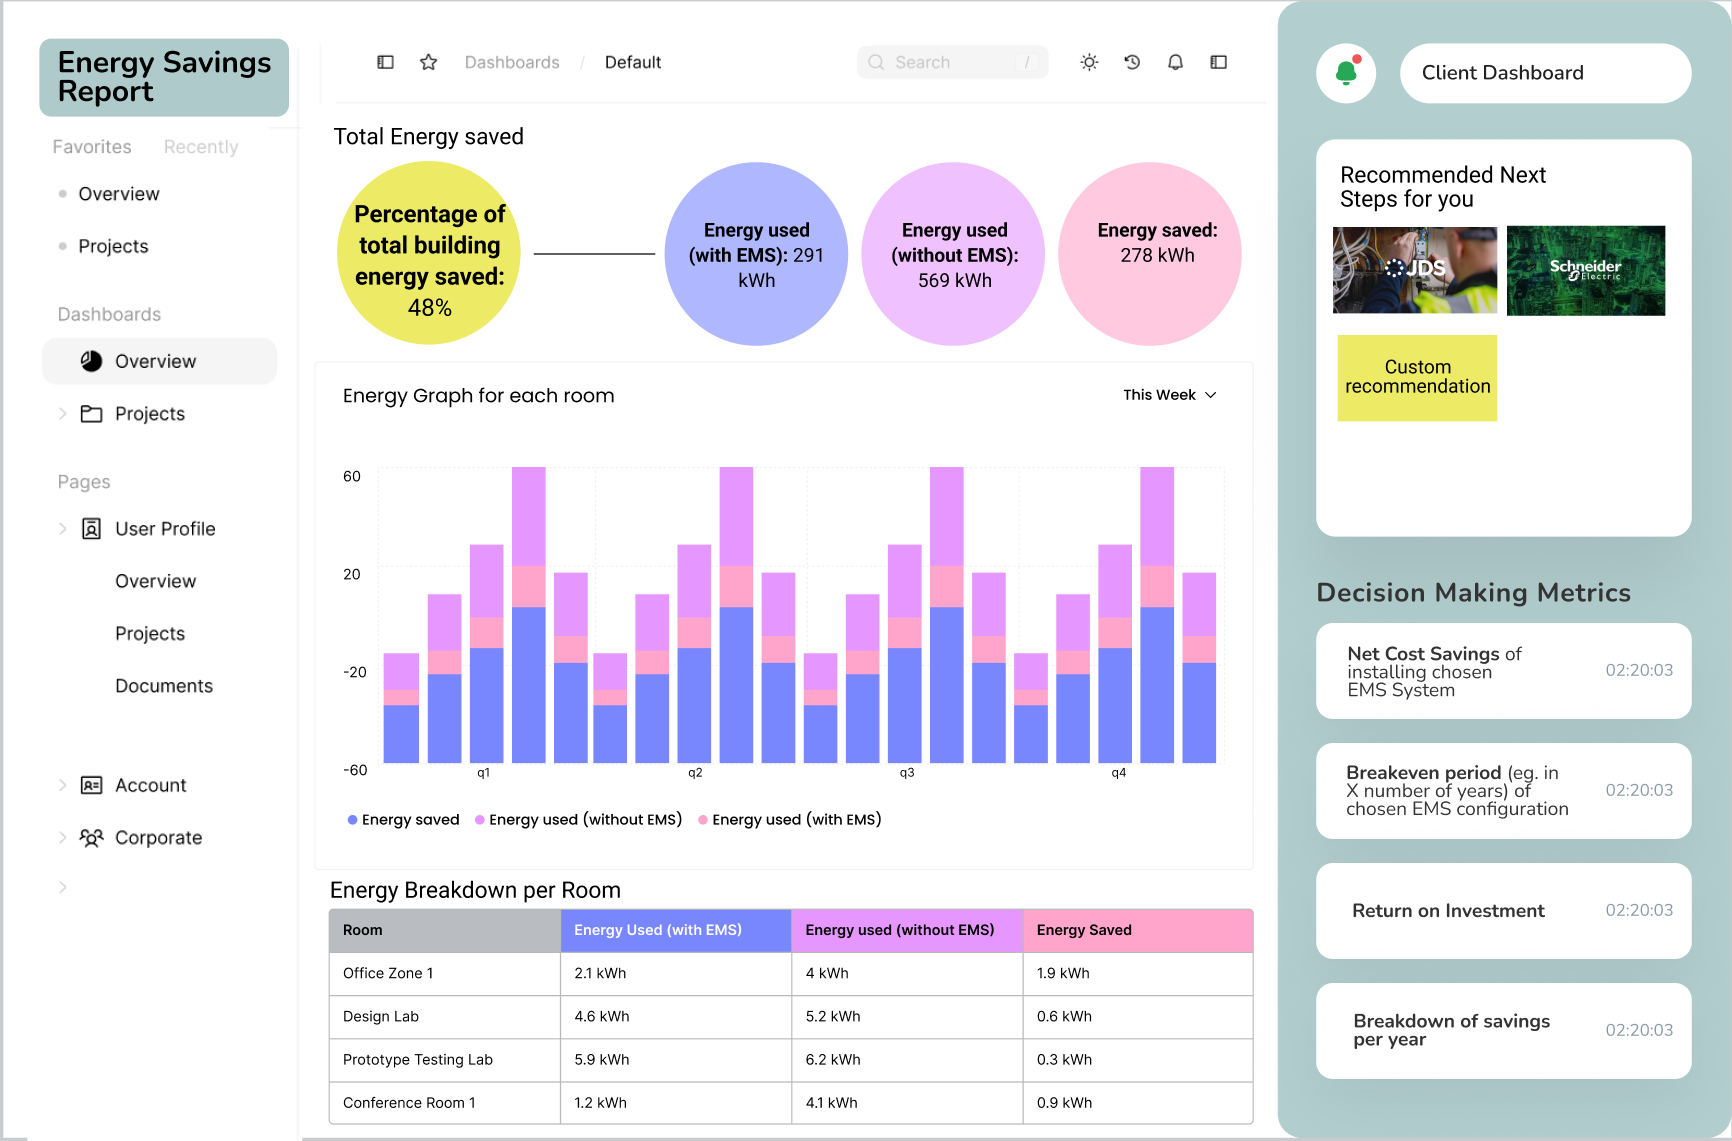 Energy Savings
Report
Favorites Recently
Overview
Projects
Dashboards
Overview
Projects
Pages
User Profile
Overview
Projects
Documents
Account
Corporate
Dashboards / Default
Search /
Total Energy saved
Percentage of
total building
energy saved:
48%
Energy used
(with EMS): 291
kWh
Energy used
(without EMS):
569 kWh
Energy saved:
278 kWh
Energy Graph for each room
This Week
60
20
-20
-60
q1 q2 q3 q4
Energy saved Energy used (without EMS) Energy used (with EMS)
Energy Breakdown per Room
Room Energy Used (with EMS) Energy used (without EMS) Energy Saved
Office Zone 1 2.1 kWh 4 kWh 1.9 kWh
Design Lab 4.6 kWh 5.2 kWh 0.6 kWh
Prototype Testing Lab 5.9 kWh 6.2 kWh 0.3 kWh
Conference Room 1 1.2 kWh 4.1 kWh 0.9 kWh
Client Dashboard
Recommended Next
Steps for you
JDS
Schneider
Electric
Custom
recommendation
Decision Making Metrics
Net Cost Savings of
installing chosen
EMS System
02:20:03
Breakeven period (eg. in
X number of years) of
chosen EMS configuration
02:20:03
Return on Investment
02:20:03
Breakdown of savings
per year
02:20:03